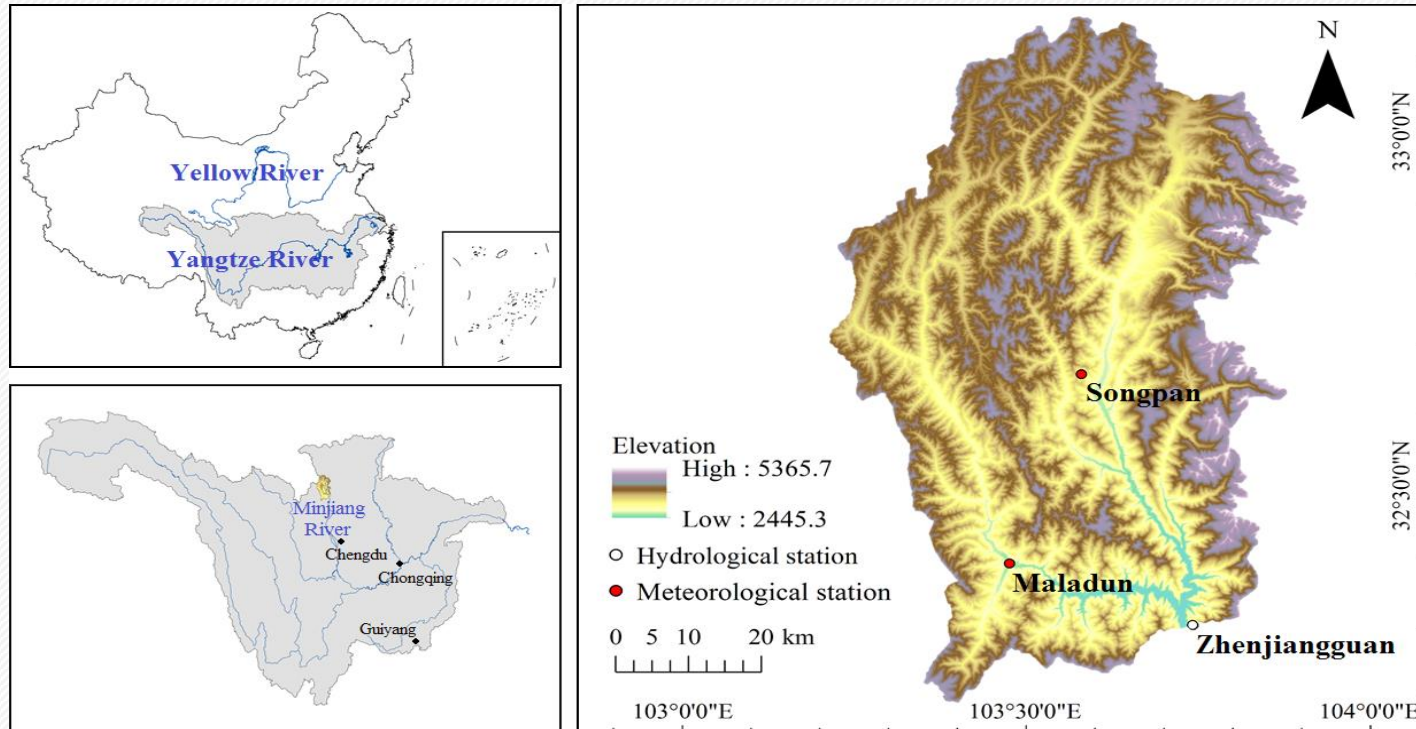 Yellow River
Yangtze River
Minjiang
River
Chengdu
Chongqing
Guiyang
N
33°0'0"N
Songpan
Elevation
High : 5365.7
Low : 2445.3
32°30'0"N
Hydrological station
Meteorological station
Maladun
0 5 10 20 km
Zhenjiangguan
103°0'0"E 103°30'0"E 104°0'0"E